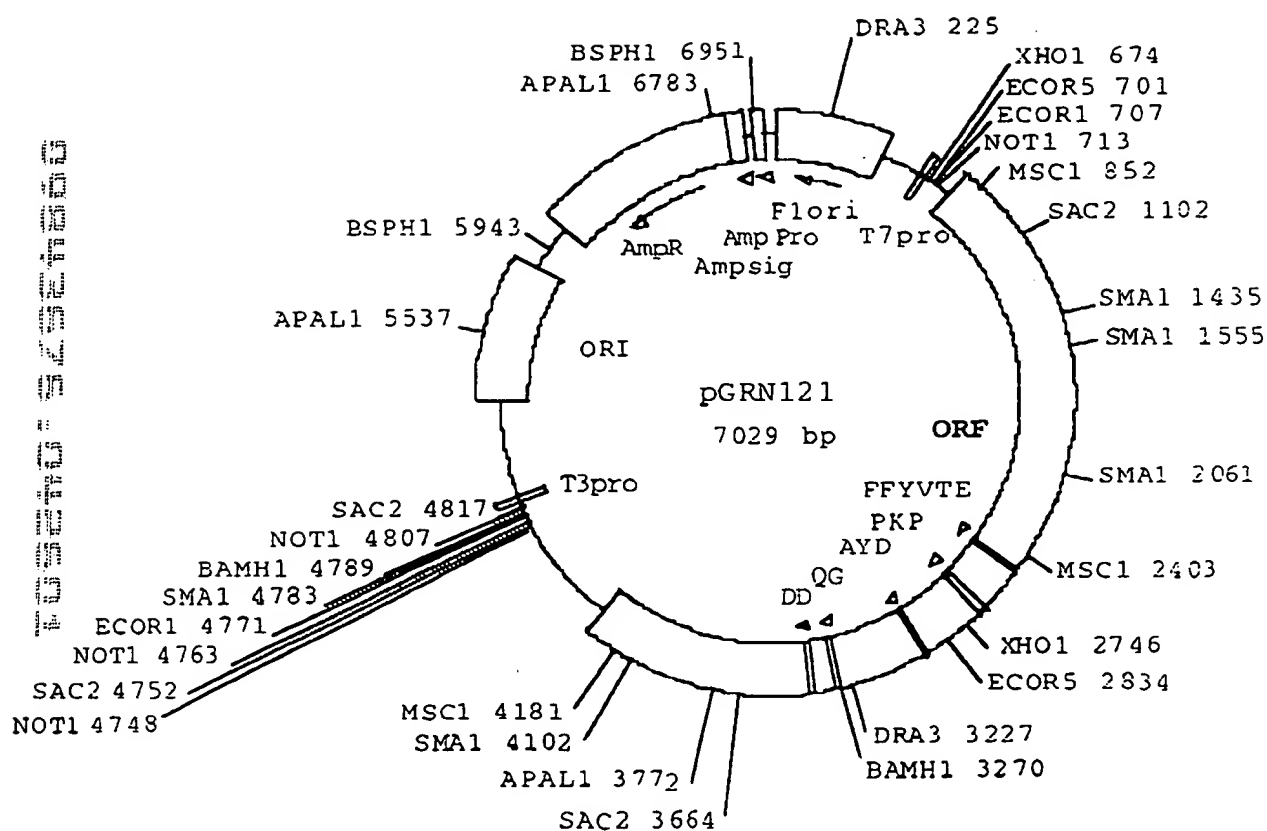 DRA3 225
BSPH1 6951
APAL1 6783
XHO1 674
ECOR5 701
ECOR1 707
NOT1 713
MSC1 852
SAC2 1102
SMA1 1435
SMA1 1555
SMA1 2061
MSC1 2403
XHO1 2746
ECOR5 2834
DRA3 3227
BAMH1 3270
SAC2 3664
APAL1 3772
SMA1 4102
MSC1 4181
NOT1 4748
SAC2 4752
NOT1 4763
ECOR1 4771
SMA1 4783
BAMH1 4789
NOT1 4807
SAC2 4817
T3pro
APAL1 5537
BSPH1 5943
ORI
AmpR
Ampsig
Amp Pro
F1ori
T7pro
pGRN121
7029 bp
ORF
FFYVTE
PKP
AYD
QG
DD